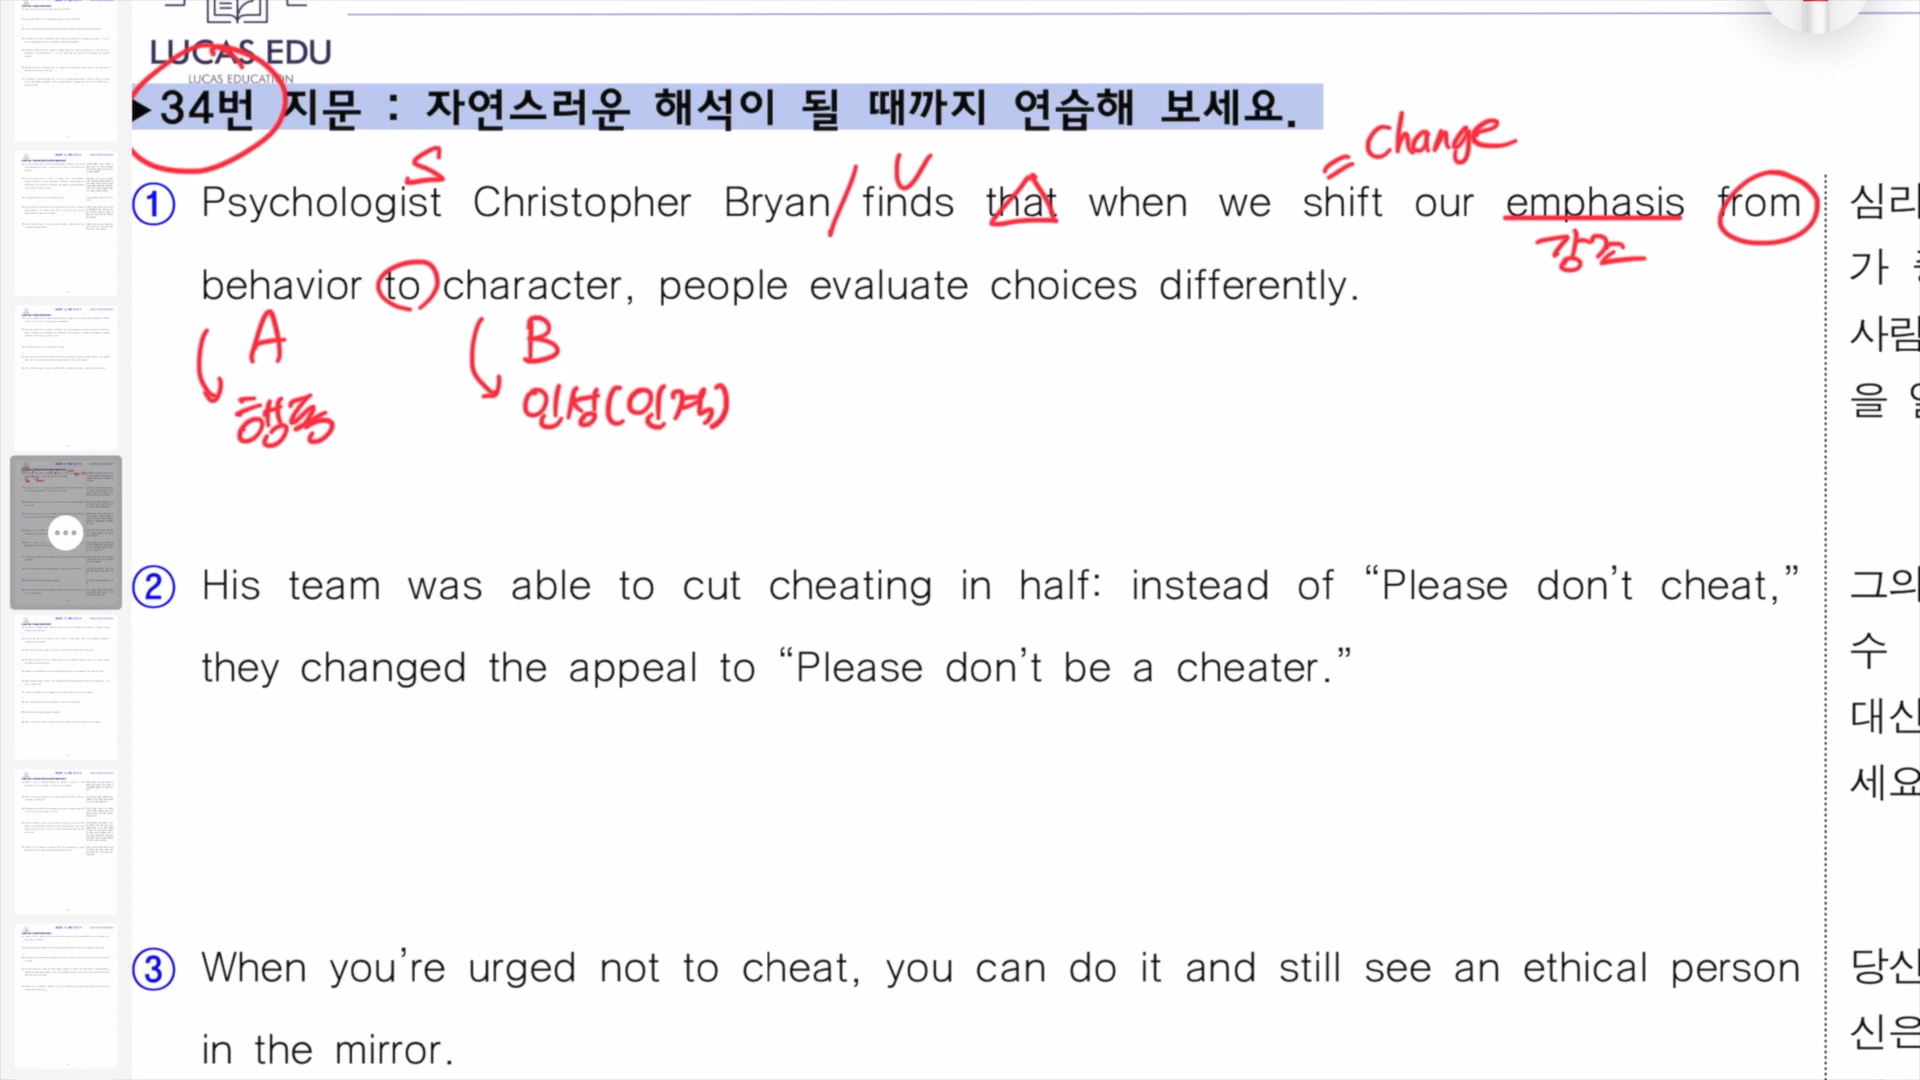 LUCAS EDU
LUCAS EDUCATION
▶34번 지문 : 자연스러운 해석이 될 때까지 연습해 보세요.
= Change
S
V
① Psychologist Christopher Bryan / finds that when we shift our emphasis from
심리
강조
가
behavior to character, people evaluate choices differently.
사람
A
B
행동
인성(인격)
을
② His team was able to cut cheating in half: instead of “Please don’t cheat,”
그의
수
they changed the appeal to “Please don’t be a cheater.”
대신
세요
③ When you’re urged not to cheat, you can do it and still see an ethical person
당신
신은
in the mirror.